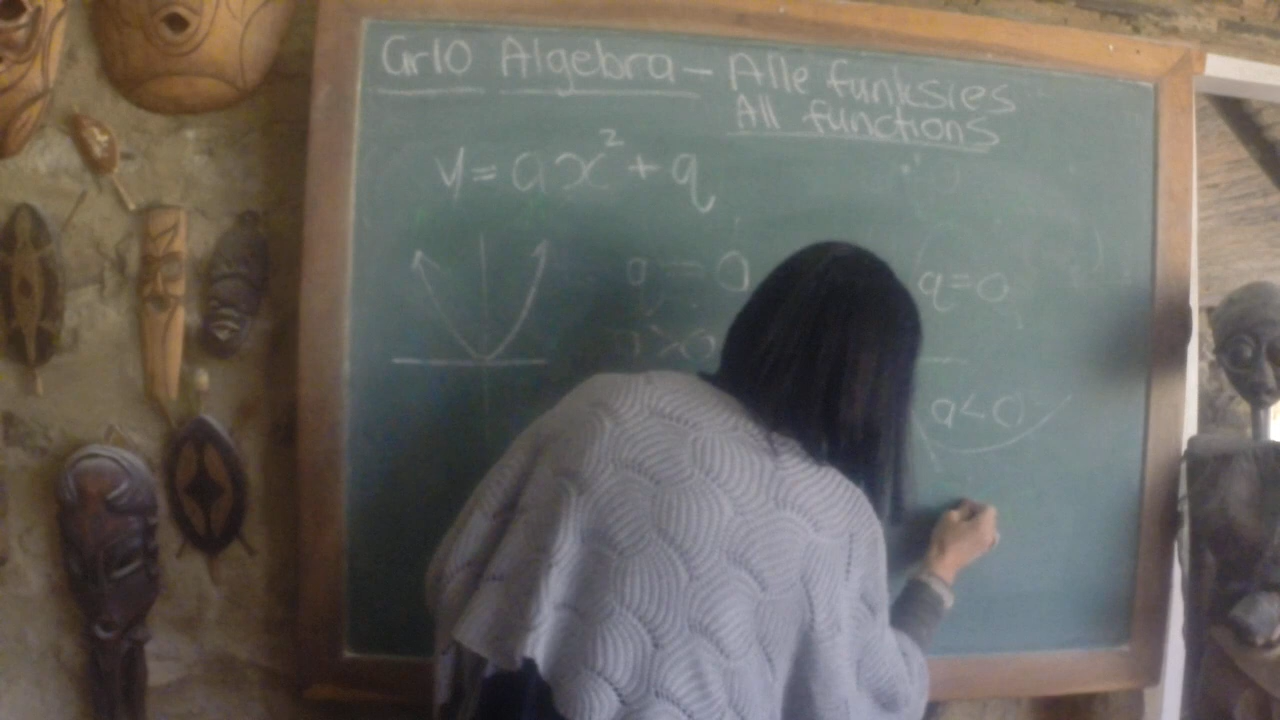 Gr10 Algebra – Alle funksies
All functions
y = ax² + q
a = 0
q = 0
a > 0
a < 0